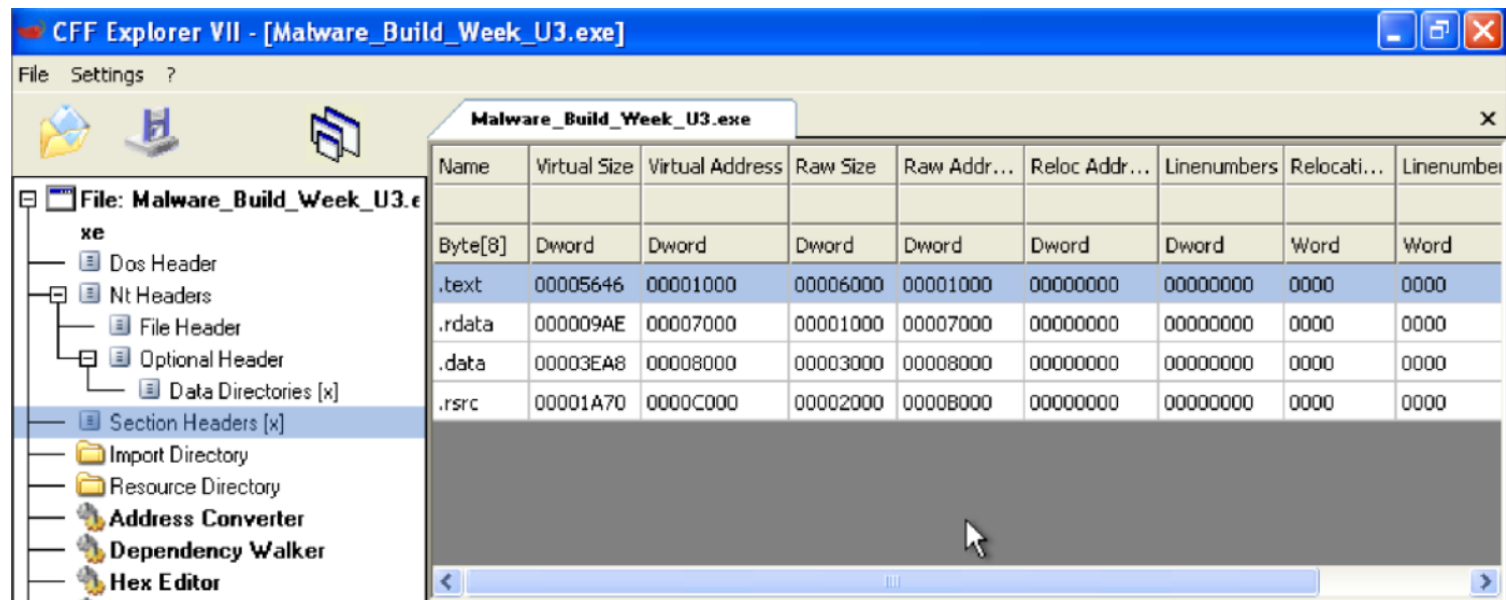 CFF Explorer VII - [Malware_Build_Week_U3.exe]
File Settings ?
Malware_Build_Week_U3.exe
File: Malware_Build_Week_U3.e
xe
Dos Header
Nt Headers
File Header
Optional Header
Data Directories [x]
Section Headers [x]
Import Directory
Resource Directory
Address Converter
Dependency Walker
Hex Editor
Name Virtual Size Virtual Address Raw Size Raw Addr... Reloc Addr... Linenumbers Relocati... Linenumber
Byte[8] Dword Dword Dword Dword Dword Dword Word Word
.text 00005646 00001000 00006000 00001000 00000000 00000000 0000 0000
.rdata 000009AE 00007000 00001000 00007000 00000000 00000000 0000 0000
.data 00003EA8 00008000 00003000 00008000 00000000 00000000 0000 0000
.rsrc 00001A70 0000C000 00002000 0000B000 00000000 00000000 0000 0000